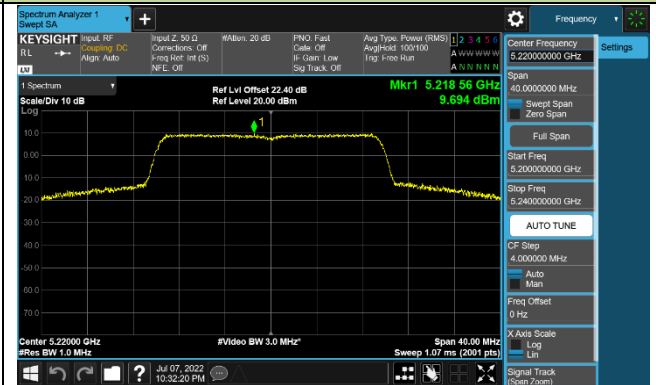 Spectrum Analyzer 1
Swept SA
+
Frequency
KEYSIGHT
RL
Input: RF
Coupling: DC
Align: Auto
Input Z: 50 Ω
Corrections: Off
Freq Ref: Int (S)
NFE: Off
#Atten: 20 dB
PNO: Fast
Gate: Off
IF Gain: Low
Sig Track: Off
Avg Type: Power (RMS)
Avg|Hold: 100/100
Trig: Free Run
1 2 3 4 5 6
A W W W W W
A N N N N N
LXI
1 Spectrum
Scale/Div 10 dB
Log
Ref Lvl Offset 22.40 dB
Ref Level 20.00 dBm
Mkr1 5.218 56 GHz
9.694 dBm
1
10.0
0.00
10.0
20.0
30.0
40.0
-50.0
60.0
70.0
Center 5.22000 GHz
#Res BW 1.0 MHz
#Video BW 3.0 MHz*
Span 40.00 MHz
Sweep 1.07 ms (2001 pts)
Jul 07, 2022
10:32:20 PM
?
Center Frequency
5.220000000 GHz
Settings
Span
40.0000000 MHz
Swept Span
Zero Span
Full Span
Start Freq
5.200000000 GHz
Stop Freq
5.240000000 GHz
AUTO TUNE
CF Step
4.000000 MHz
Auto
Man
Freq Offset
0 Hz
X Axis Scale
Log
Lin
Signal Track
(Span Zoom)